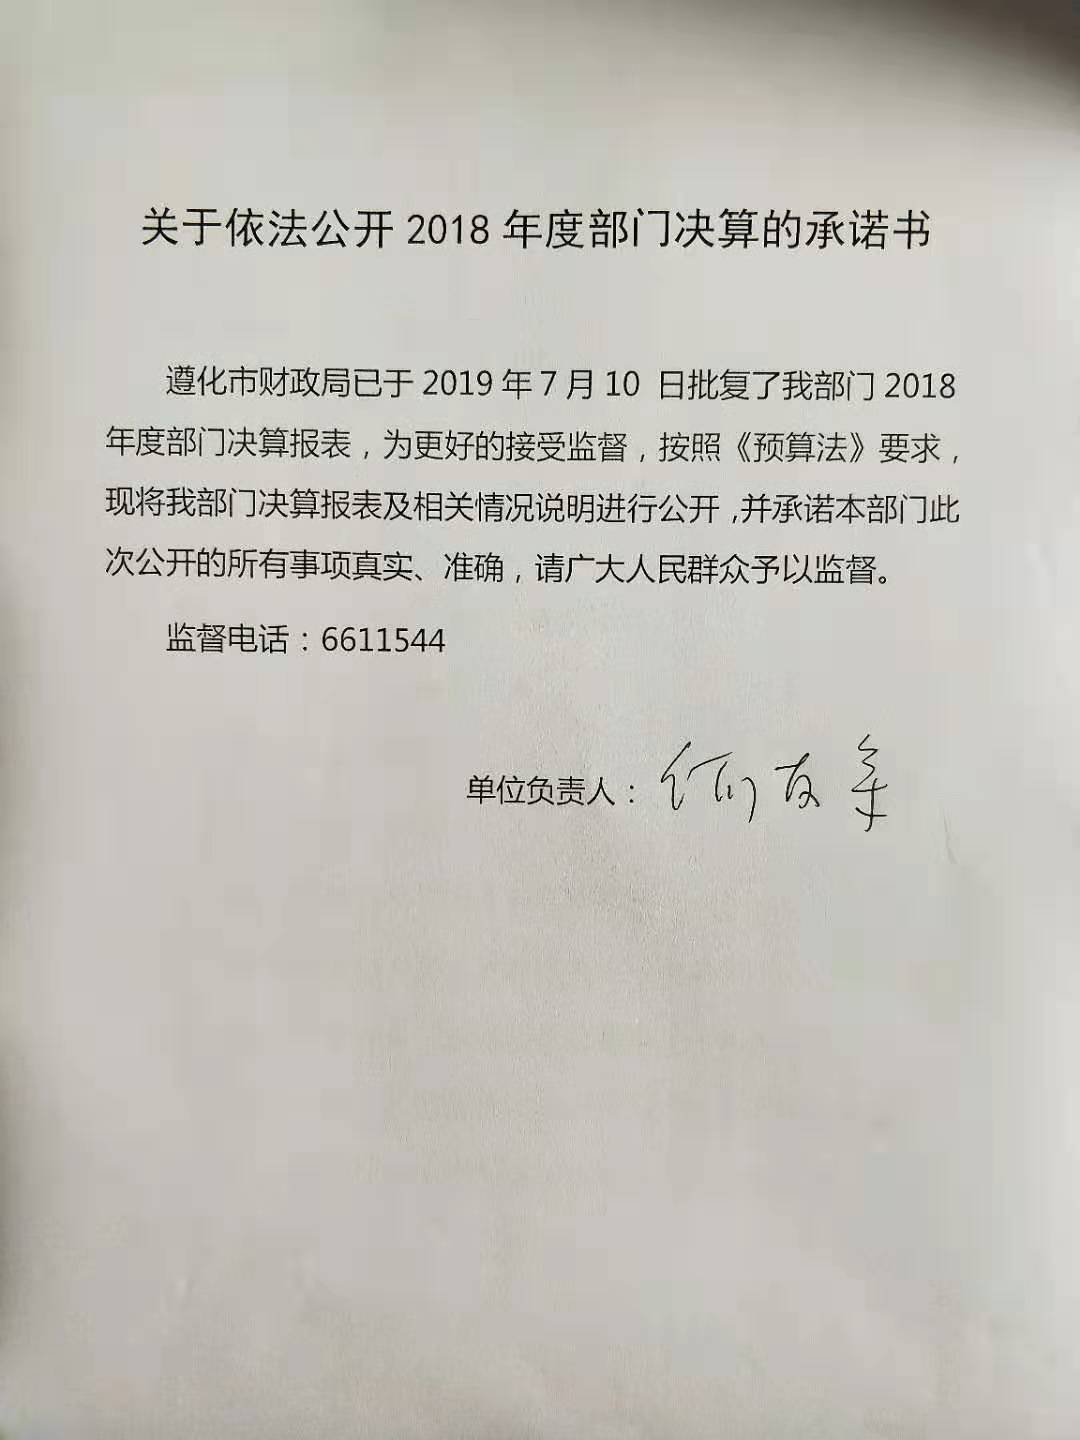 关于依法公开 2018 年度部门决算的承诺书
遵化市财政局已于 2019 年 7 月 10 日批复了我部门 2018
年度部门决算报表，为更好的接受监督，按照《预算法》要求，
现将我部门决算报表及相关情况说明进行公开，并承诺本部门此
次公开的所有事项真实、准确，请广大人民群众予以监督。
监督电话：6611544
单位负责人：